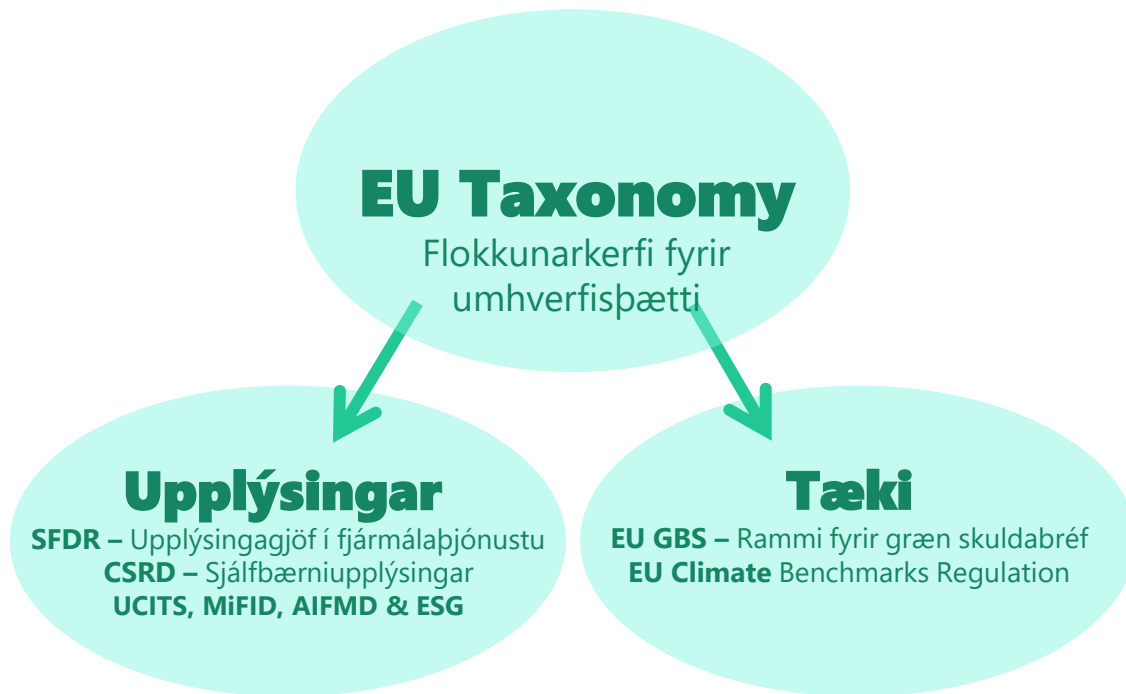 EU Taxonomy
Flokkunarkerfi fyrir
umhverfisþætti
Upplýsingar
SFDR – Upplýsingagjöf í fjármálaþjónustu
CSRD – Sjálfbærniupplýsingar
UCITS, MiFID, AIFMD & ESG
Tæki
EU GBS – Rammi fyrir græn skuldabréf
EU Climate Benchmarks Regulation